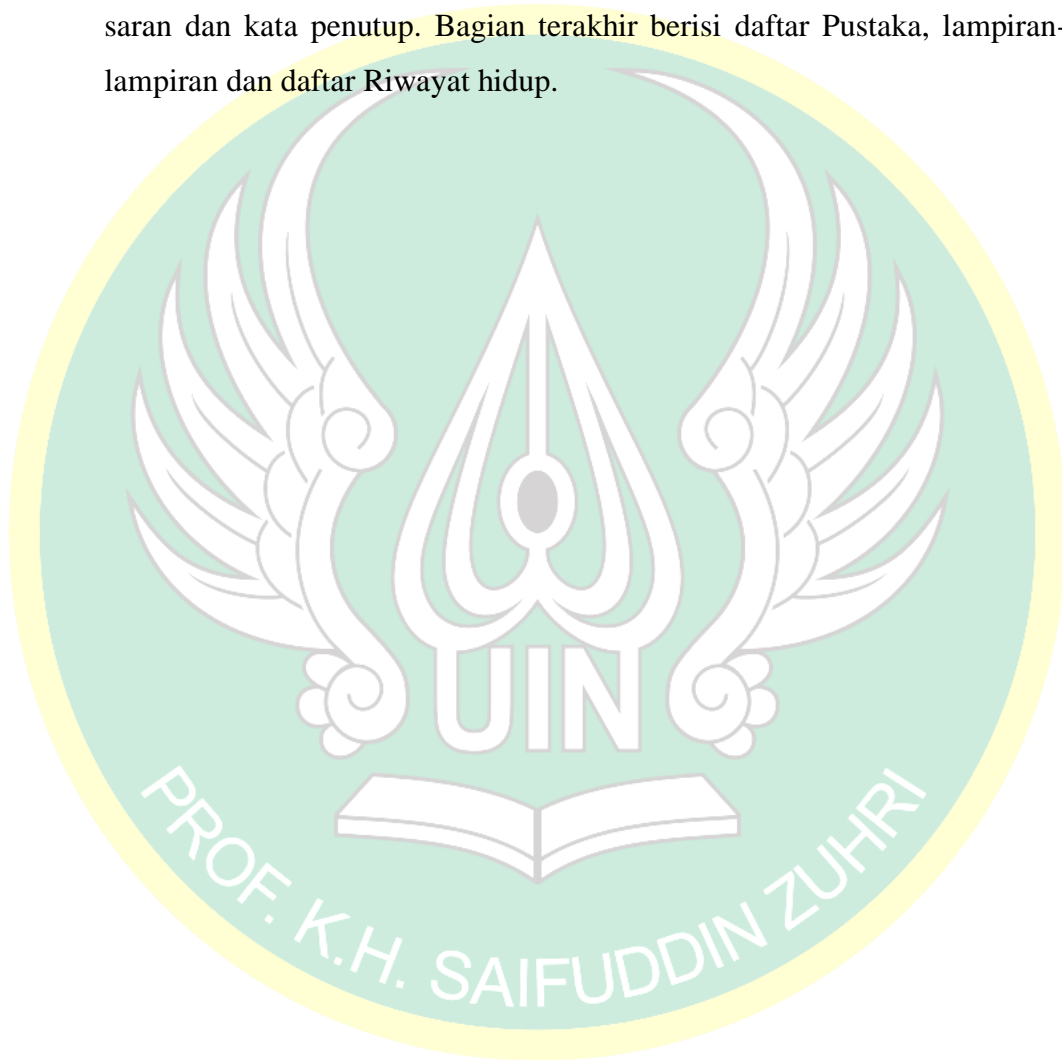 saran dan kata penutup. Bagian terakhir berisi daftar Pustaka, lampiran-
lampiran dan daftar Riwayat hidup.
UIN
PROF. K.H. SAIFUDDIN ZUHRI